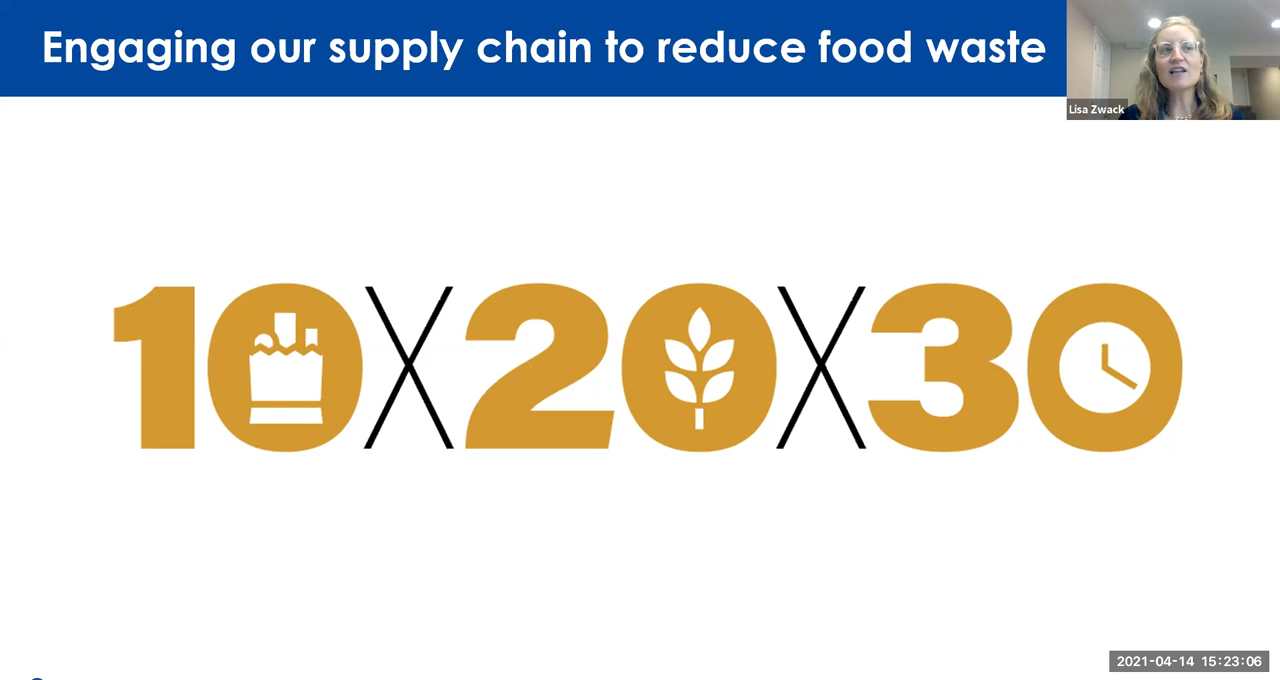 Engaging our supply chain to reduce food waste
Lisa Zwack
10X20X30
2021-04-14 15:23:06